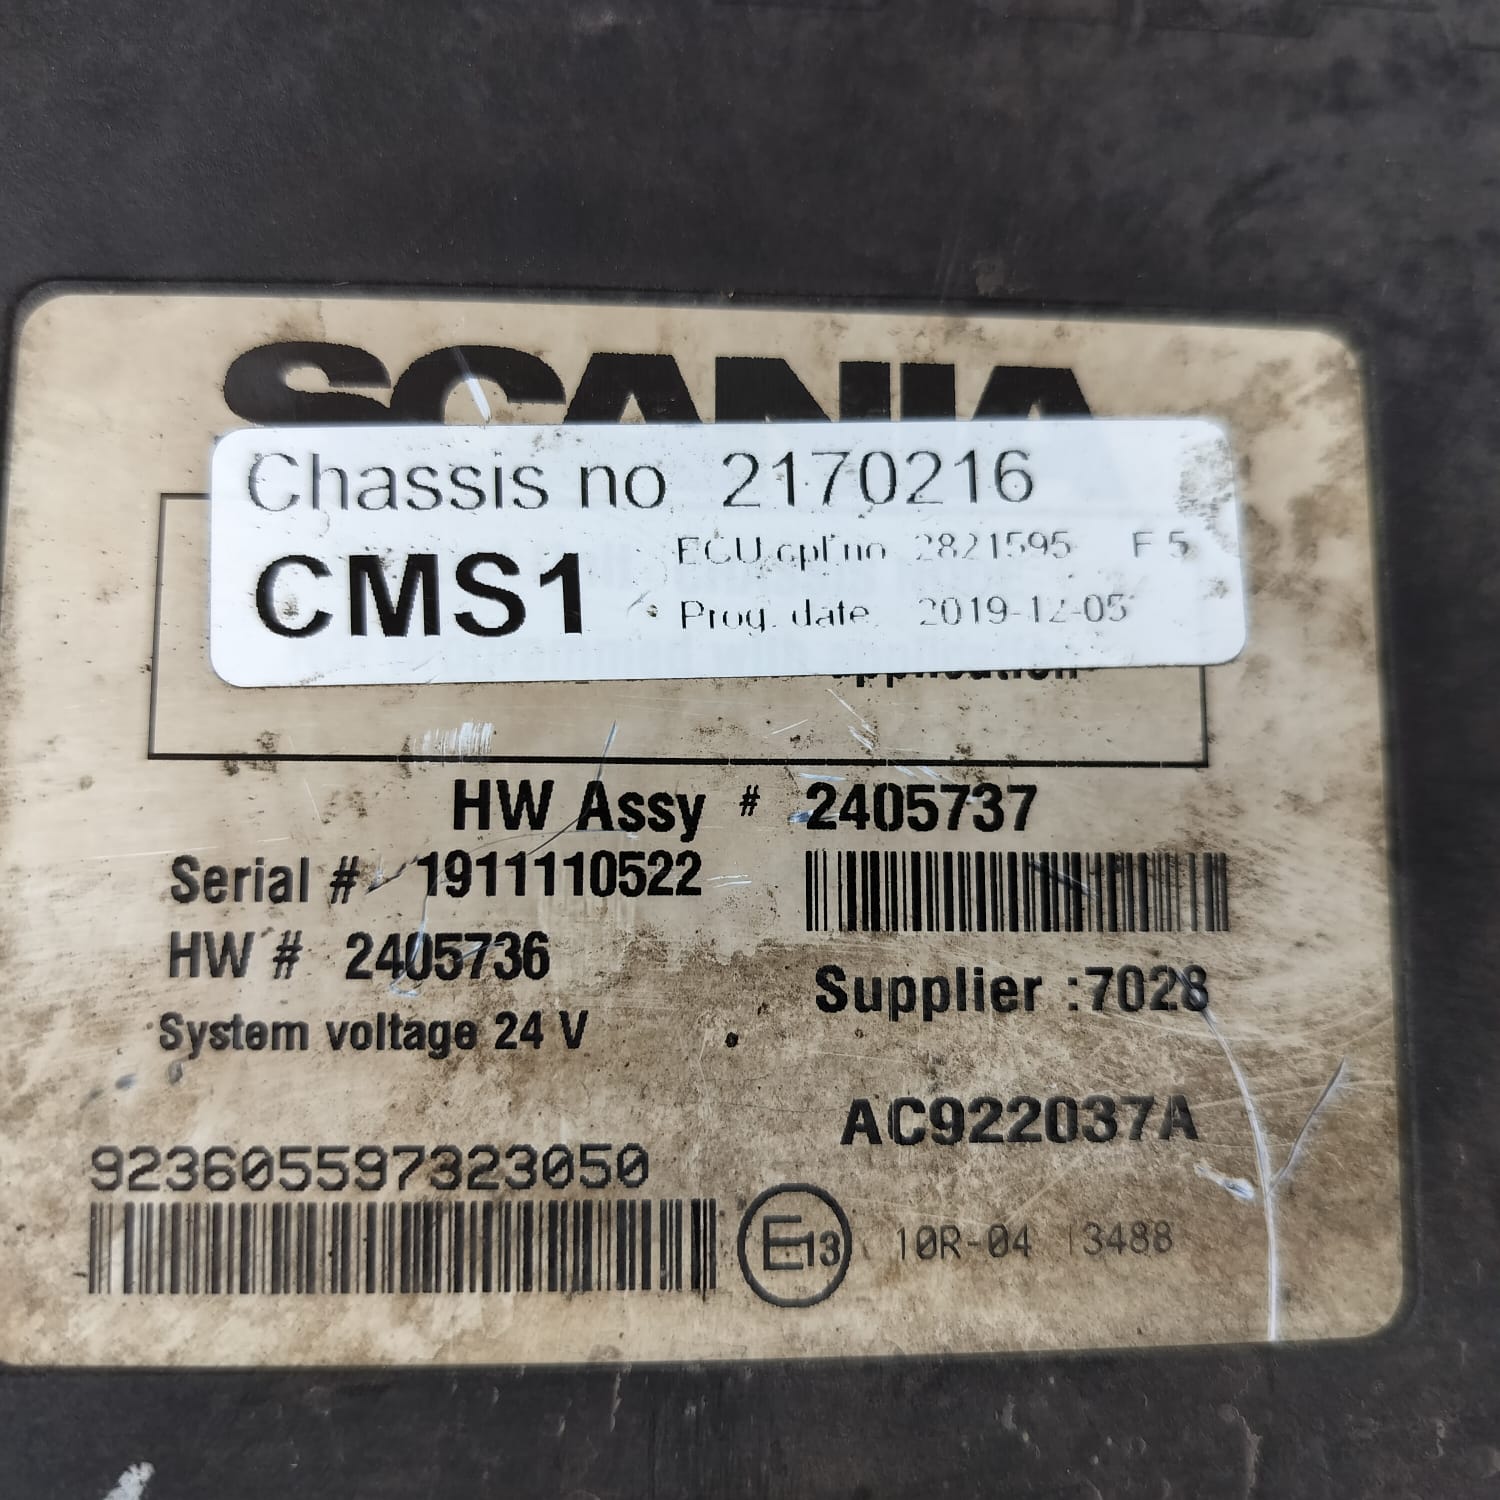 SCANIA
Chassis no 2170216
CMS1
ECU cpl no 2821595 F 5
Prog. date 2019-12-05
application
HW Assy # 2405737
Serial # 1911110522
HW # 2405736
Supplier :7028
System voltage 24 V
AC922037A
923605597323050
E13 10R-04 13488